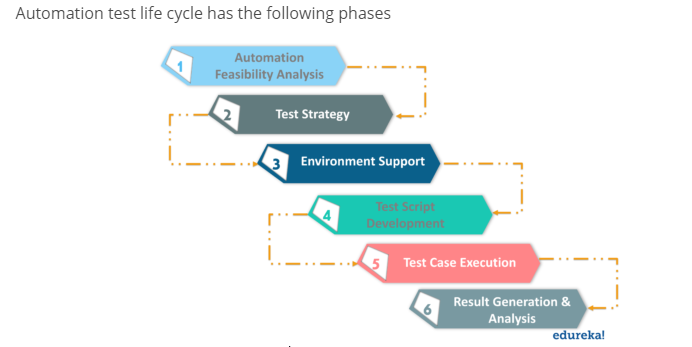 Automation test life cycle has the following phases
1
Automation
Feasibility Analysis
2
Test Strategy
3
Environment Support
4
Test Script
Development
5
Test Case Execution
6
Result Generation &
Analysis
edureka!